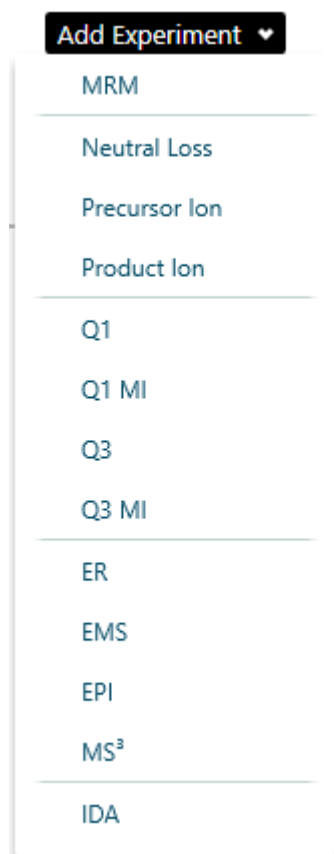 Add Experiment
MRM
Neutral Loss
Precursor Ion
Product Ion
Q1
Q1 MI
Q3
Q3 MI
ER
EMS
EPI
MS³
IDA